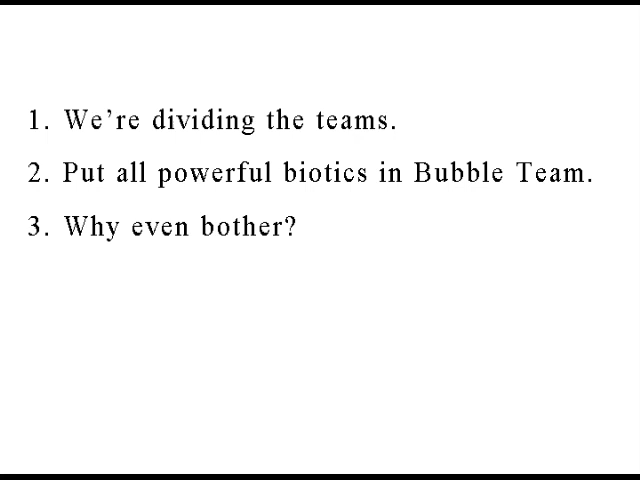 1. We’re dividing the teams.
2. Put all powerful biotics in Bubble Team.
3. Why even bother?